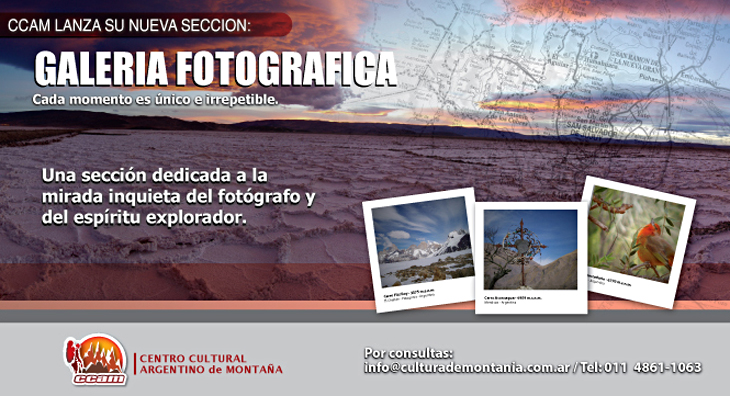 CCAM LANZA SU NUEVA SECCION:
GALERIA FOTOGRAFICA
Cada momento es único e irrepetible.
Una sección dedicada a la
mirada inquieta del fotógrafo y
del espíritu explorador.
ccam
CENTRO CULTURAL
ARGENTINO de MONTAÑA
Por consultas:
info@culturademontania.com.ar / Tél: 011 4861-1063